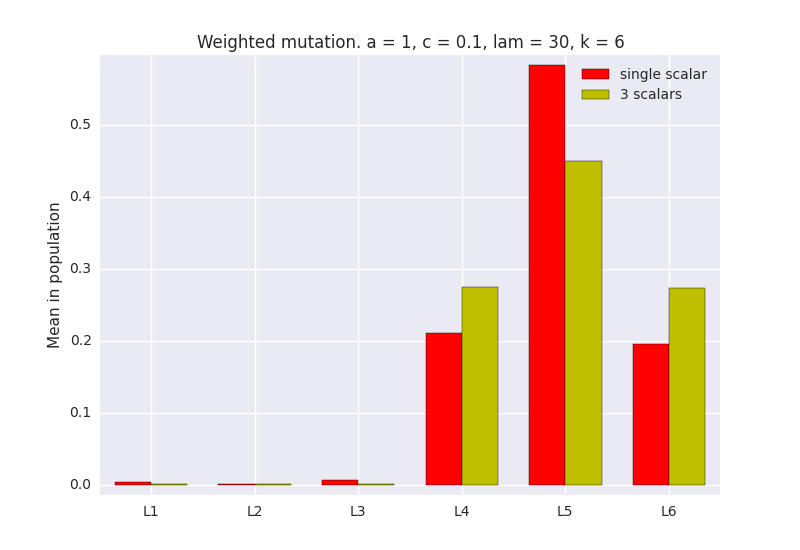 Weighted mutation. a = 1, c = 0.1, lam = 30, k = 6
single scalar
3 scalars
Mean in population
0.5
0.4
0.3
0.2
0.1
0.0
L1 L2 L3 L4 L5 L6